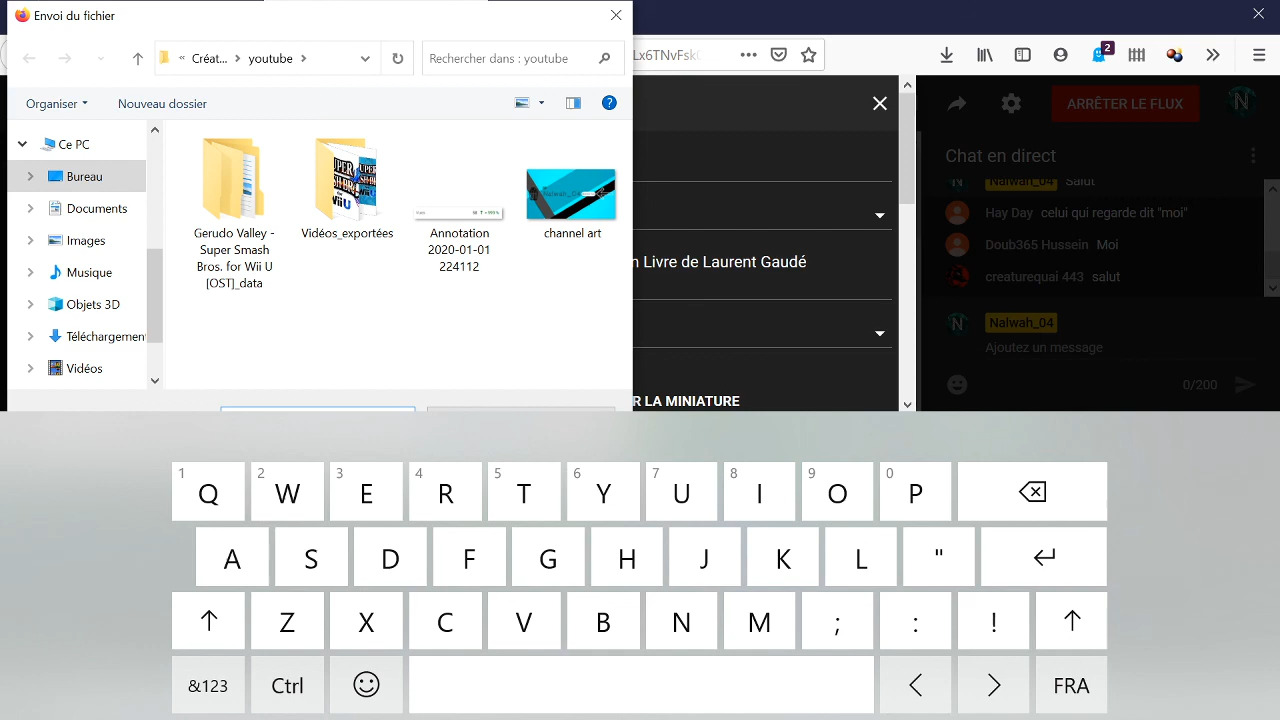 Envoi du fichier
« Créat... > youtube >
Rechercher dans : youtube
Organiser
Nouveau dossier
Ce PC
Bureau
Documents
Images
Musique
Objets 3D
Téléchargement
Vidéos
Gerudo Valley -
Super Smash
Bros. for Wii U
[OST]_data
Vidéos_exportées
Annotation
2020-01-01
224112
channel art
Lx6TNvFsk
2
n Livre de Laurent Gaudé
R LA MINIATURE
ARRÊTER LE FLUX
N
Chat en direct
Nalwah_04 Salut
Hay Day celui qui regarde dit "moi"
Doub365 Hussein Moi
creaturequai 443 salut
Nalwah_04
Ajoutez un message
0/200
1 2 3 4 5 6 7 8 9 0
Q W E R T Y U I O P
A S D F G H J K L "
Z X C V B N M ; : !
&123 Ctrl FRA